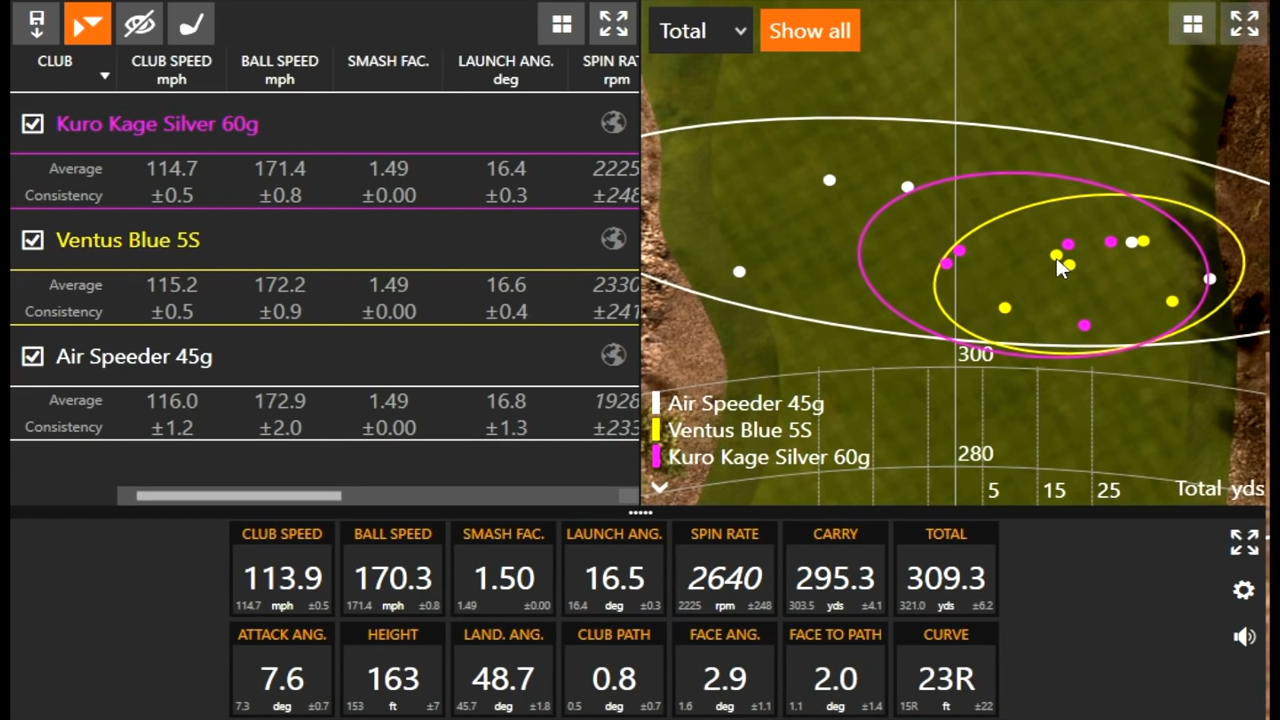 CLUB CLUB SPEED BALL SPEED SMASH FAC. LAUNCH ANG. SPIN RA
mph mph deg rpm
Kuro Kage Silver 60g
Average 114.7 171.4 1.49 16.4 2225
Consistency ±0.5 ±0.8 ±0.00 ±0.3 ±248
Ventus Blue 5S
Average 115.2 172.2 1.49 16.6 2330
Consistency ±0.5 ±0.9 ±0.00 ±0.4 ±241
Air Speeder 45g
Average 116.0 172.9 1.49 16.8 1928
Consistency ±1.2 ±2.0 ±0.00 ±1.3 ±233
Total Show all
300
Air Speeder 45g
Ventus Blue 5S
Kuro Kage Silver 60g
280
5 15 25 Total yds
CLUB SPEED BALL SPEED SMASH FAC. LAUNCH ANG. SPIN RATE CARRY TOTAL
113.9 170.3 1.50 16.5 2640 295.3 309.3
114.7 mph ±0.5 171.4 mph ±0.8 1.49 ±0.00 16.4 deg ±0.3 2225 rpm ±248 303.5 yds ±4.1 321.0 yds ±6.2
ATTACK ANG. HEIGHT LAND. ANG. CLUB PATH FACE ANG. FACE TO PATH CURVE
7.6 163 48.7 0.8 2.9 2.0 23R
7.3 deg ±0.7 153 ft ±7 45.7 deg ±1.8 0.5 deg ±0.7 1.6 deg ±1.1 1.1 deg ±1.4 15R ft ±22